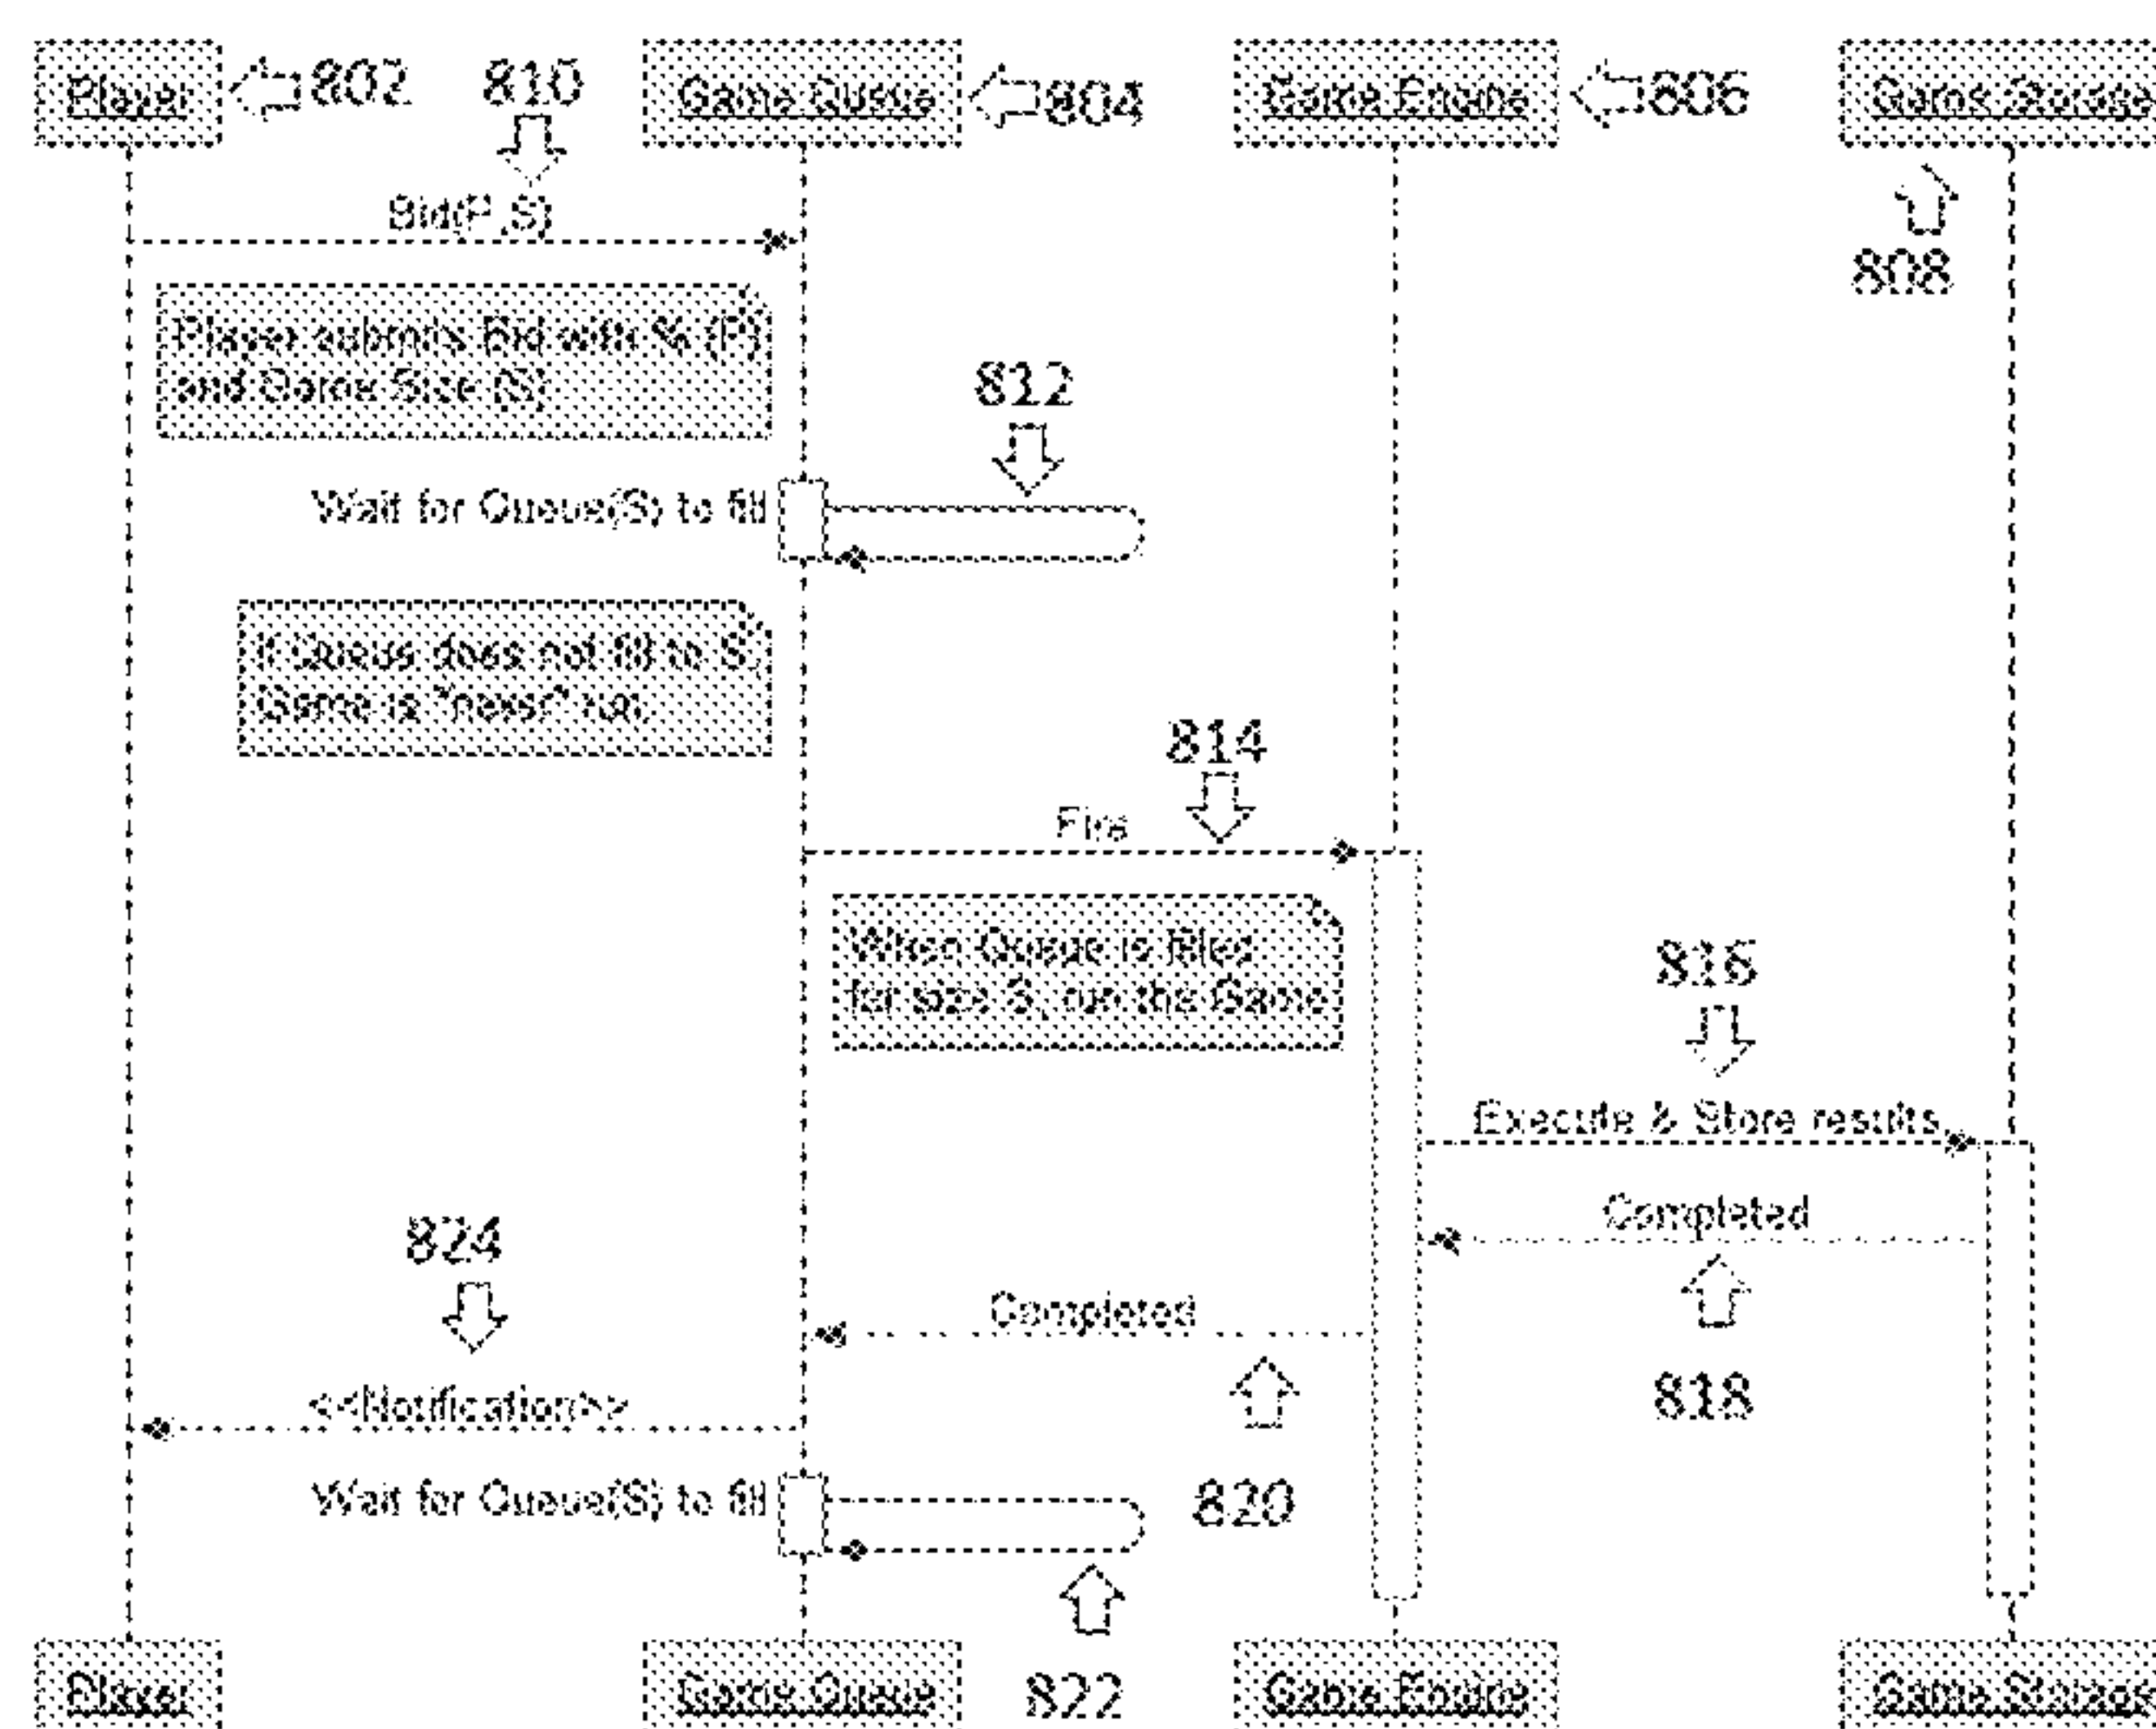 Player 802 810 Game Queue 804 Game Engine 806 Game Storage
Bid(P,S)
808
Player submits Bid with % (P)
and Game Size (S)
812
Wait for Queue(S) to fill
If Queue does not fill to S,
Game is "never" run
814
Fire
When Queue is filled
for size S, run the Game
816
Execute & Store results
Completed
824
Completed
818
<<Notification>>
Wait for Queue(S) to fill
820
Player Game Queue 822 Game Engine Game Storage